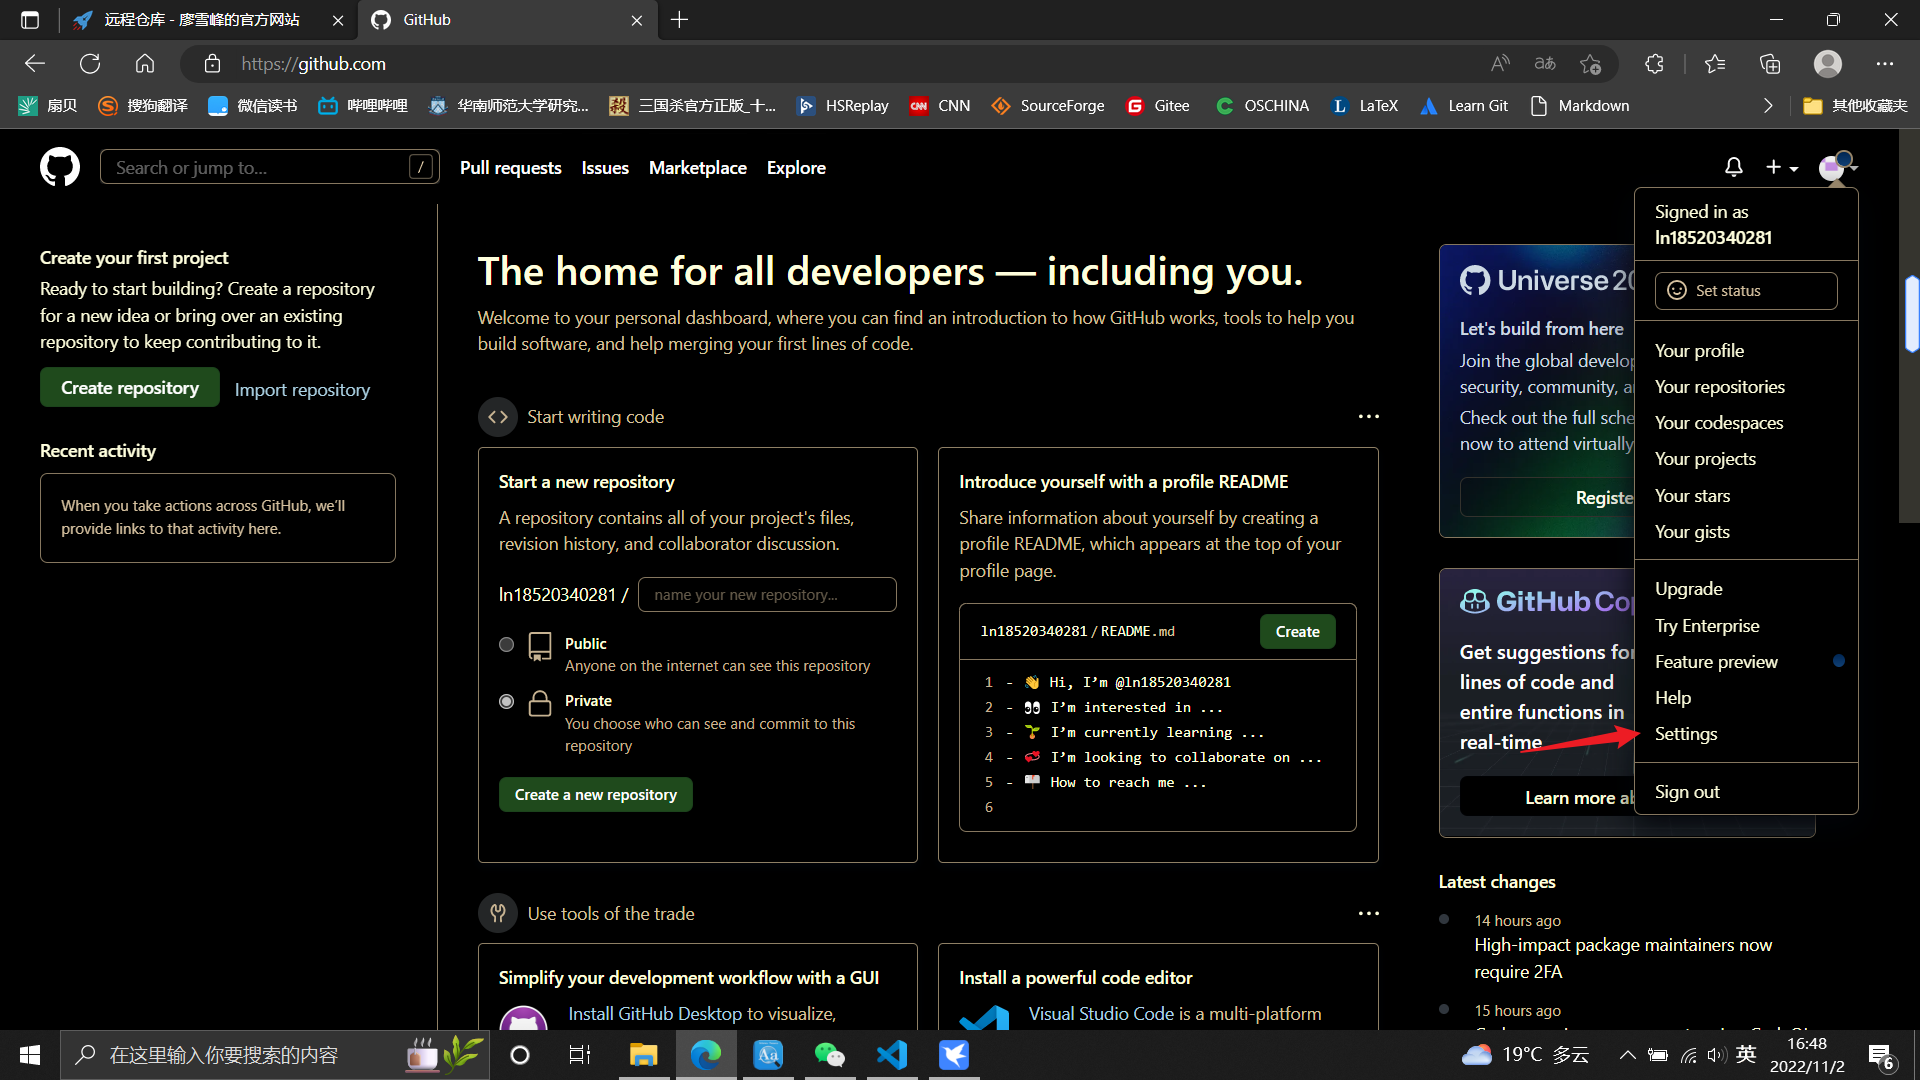 远程仓库 - 廖雪峰的官方网站
GitHub
https://github.com
扇贝
搜狗翻译
微信读书
哔哩哔哩
华南师范大学研究...
三国杀官方正版_十...
HSReplay
CNN
SourceForge
Gitee
OSCHINA
LaTeX
Learn Git
Markdown
其他收藏夹
Search or jump to...
/
Pull requests
Issues
Marketplace
Explore
Create your first project
Ready to start building? Create a repository
for a new idea or bring over an existing
repository to keep contributing to it.
Create repository
Import repository
Recent activity
When you take actions across GitHub, we'll
provide links to that activity here.
The home for all developers — including you.
Welcome to your personal dashboard, where you can find an introduction to how GitHub works, tools to help you
build software, and help merging your first lines of code.
Start writing code
Start a new repository
A repository contains all of your project's files,
revision history, and collaborator discussion.
ln18520340281 /
name your new repository...
Public
Anyone on the internet can see this repository
Private
You choose who can see and commit to this
repository
Create a new repository
Introduce yourself with a profile README
Share information about yourself by creating a
profile README, which appears at the top of your
profile page.
ln18520340281 / README.md
Create
1 - 👋 Hi, I’m @ln18520340281
2 - 👀 I’m interested in ...
3 - 🌱 I’m currently learning ...
4 - 💞️ I’m looking to collaborate on ...
5 - 📫 How to reach me ...
6
Use tools of the trade
Simplify your development workflow with a GUI
Install GitHub Desktop to visualize,
Install a powerful code editor
Visual Studio Code is a multi-platform
Universe 20
Let's build from here
Join the global develop
security, community, a
Check out the full sche
now to attend virtually
Registe
GitHub Cop
Get suggestions for
lines of code and
entire functions in
real-time
Learn more ab
Signed in as
ln18520340281
Set status
Your profile
Your repositories
Your codespaces
Your projects
Your stars
Your gists
Upgrade
Try Enterprise
Feature preview
Help
Settings
Sign out
Latest changes
14 hours ago
High-impact package maintainers now
require 2FA
15 hours ago
在这里输入你要搜索的内容
19°C 多云
英
16:48
2022/11/2
6